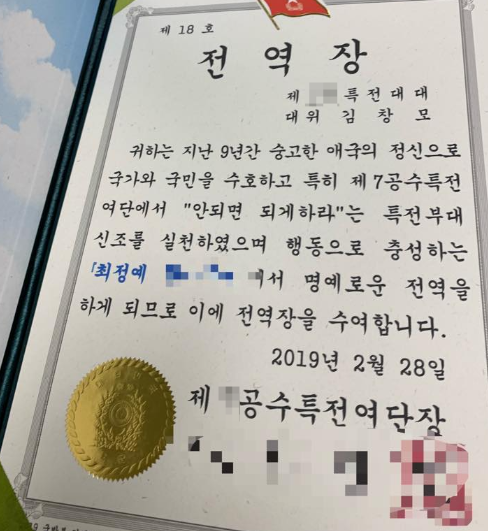 제 18 호
전 역 장
제 특전대대
대위 김 창 모
귀하는 지난 9년간 숭고한 애국의 정신으로
국가와 국민을 수호하고 특히 제7공수특전
여단에서 "안되면 되게하라"는 특전부대
신조를 실천하였으며 행동으로 충성하는
「최정예 서 명예로운 전역을
하게 되므로 이에 전역장을 수여합니다.
2019년 2월 28일
제 공수특전여단장